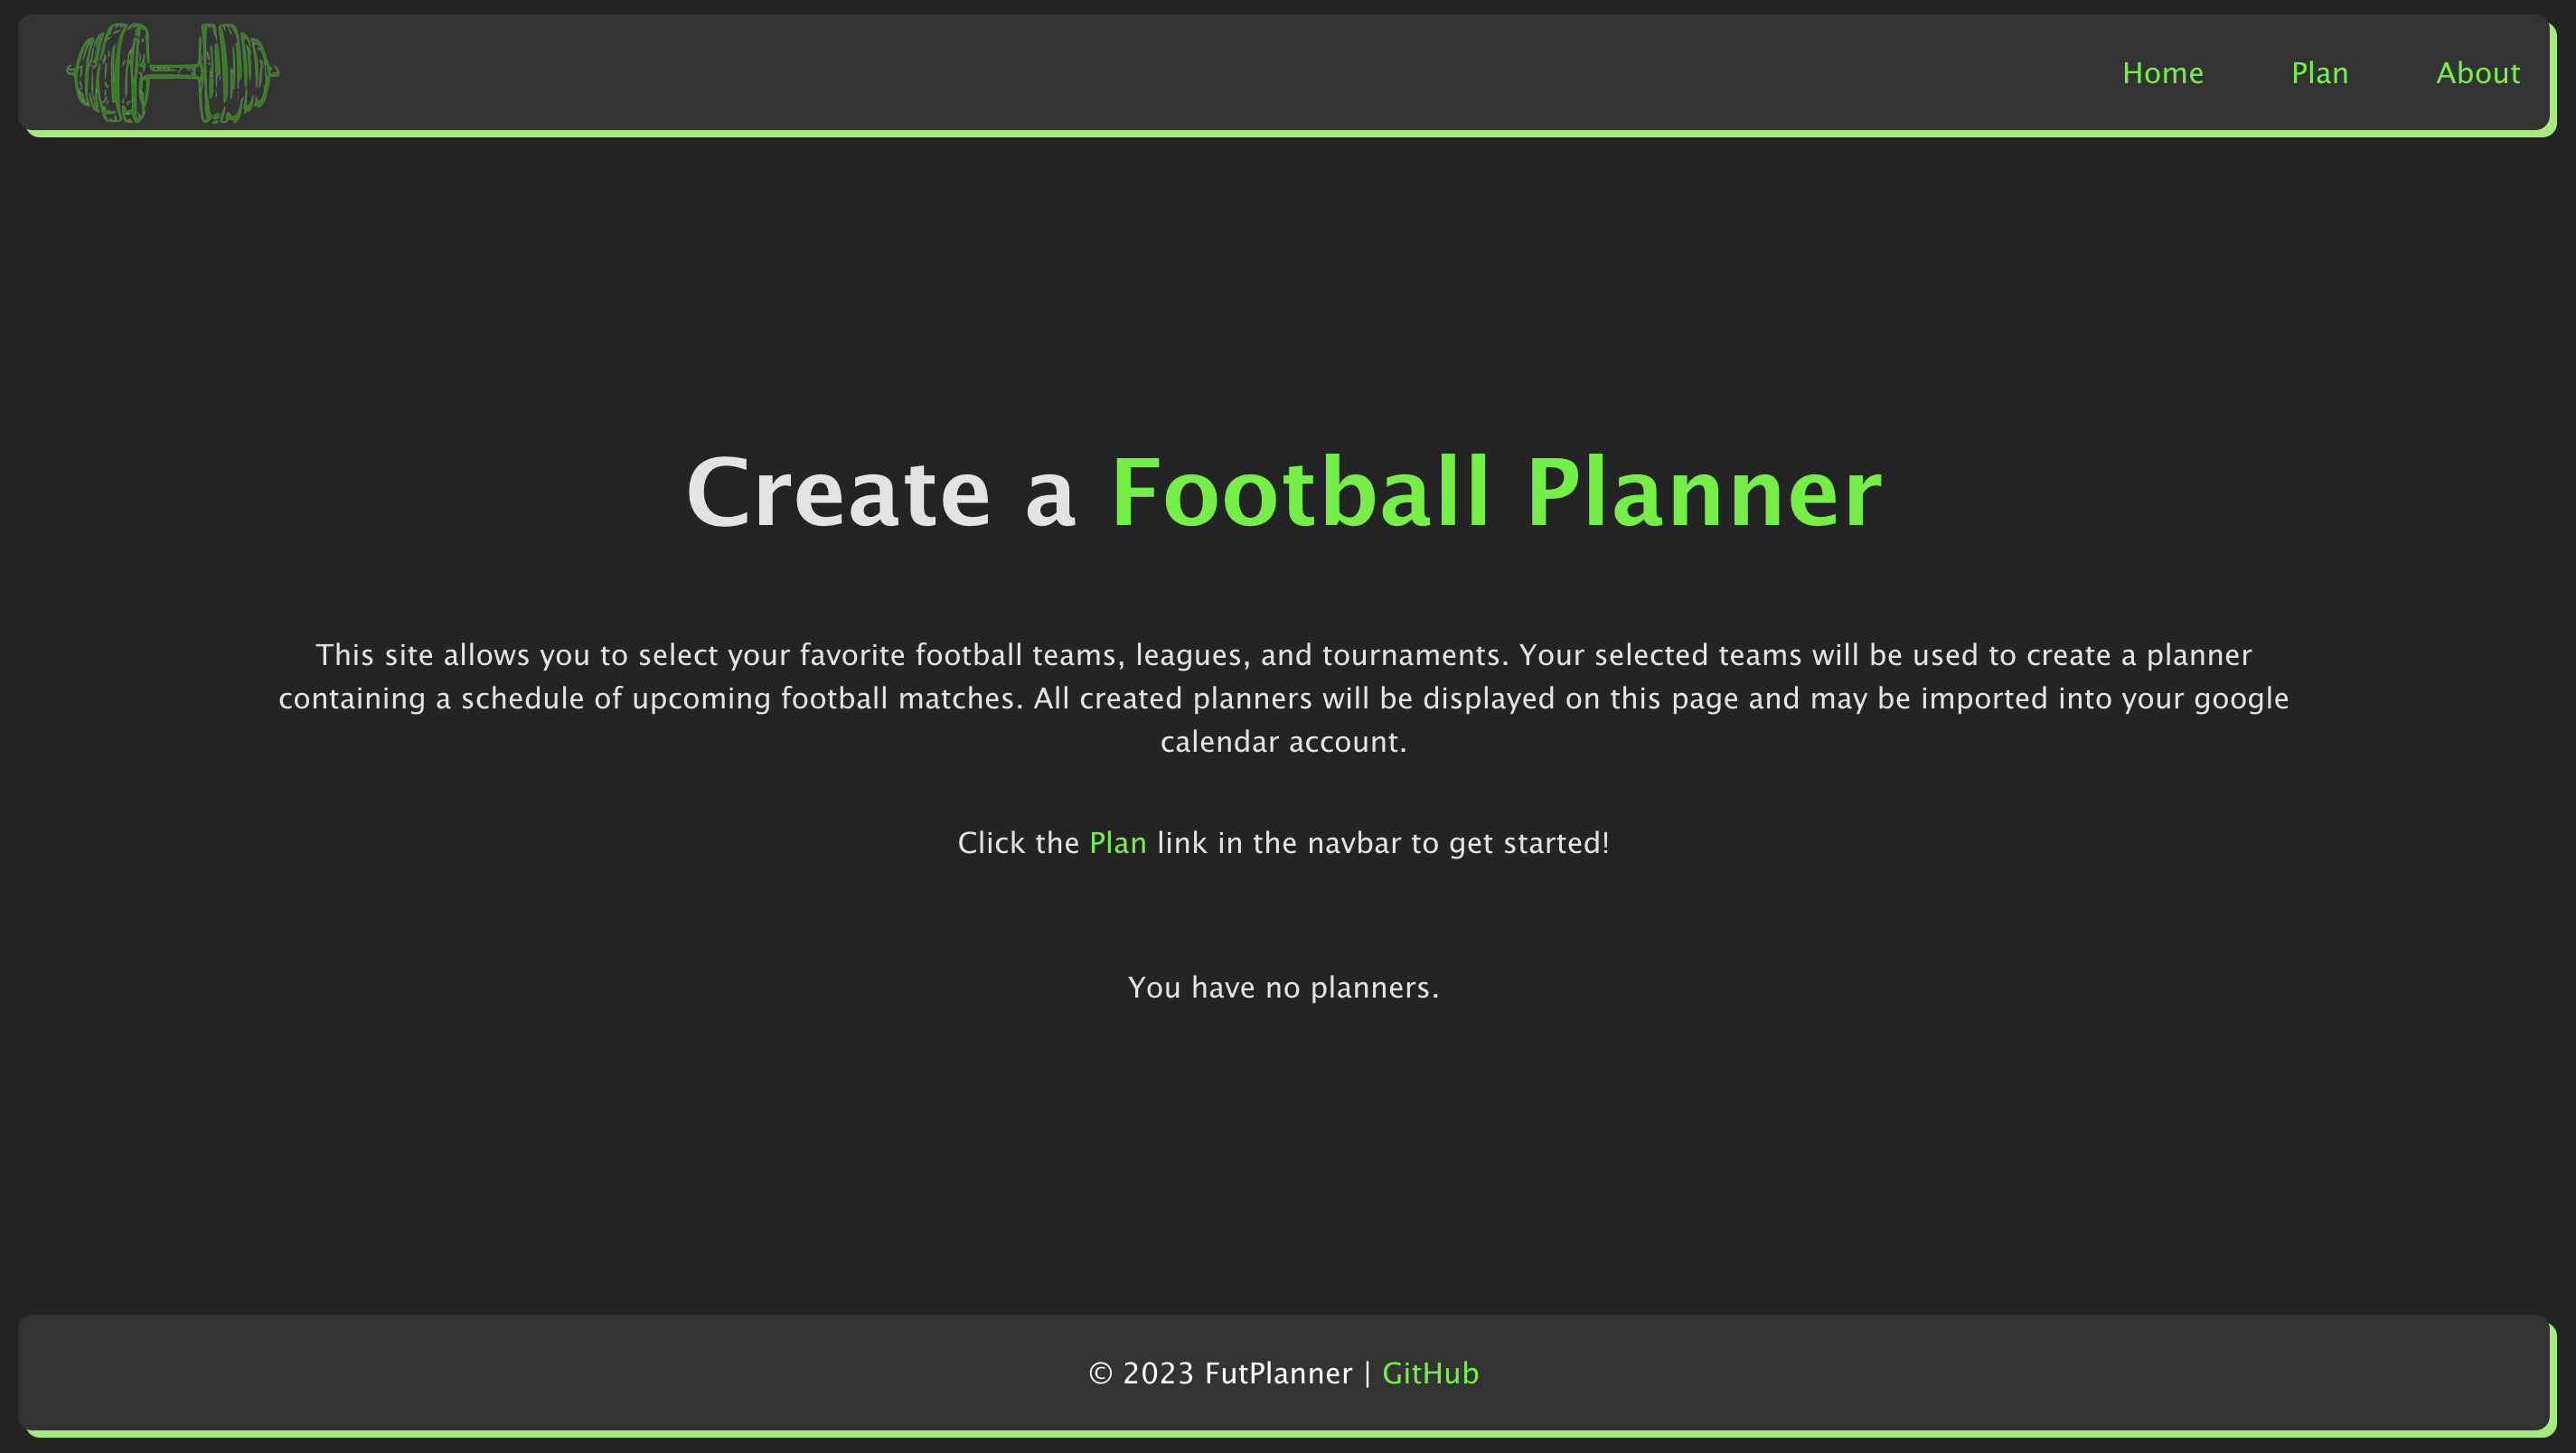 Home Plan About
Create a Football Planner
This site allows you to select your favorite football teams, leagues, and tournaments. Your selected teams will be used to create a planner
containing a schedule of upcoming football matches. All created planners will be displayed on this page and may be imported into your google
calendar account.
Click the Plan link in the navbar to get started!
You have no planners.
© 2023 FutPlanner | GitHub